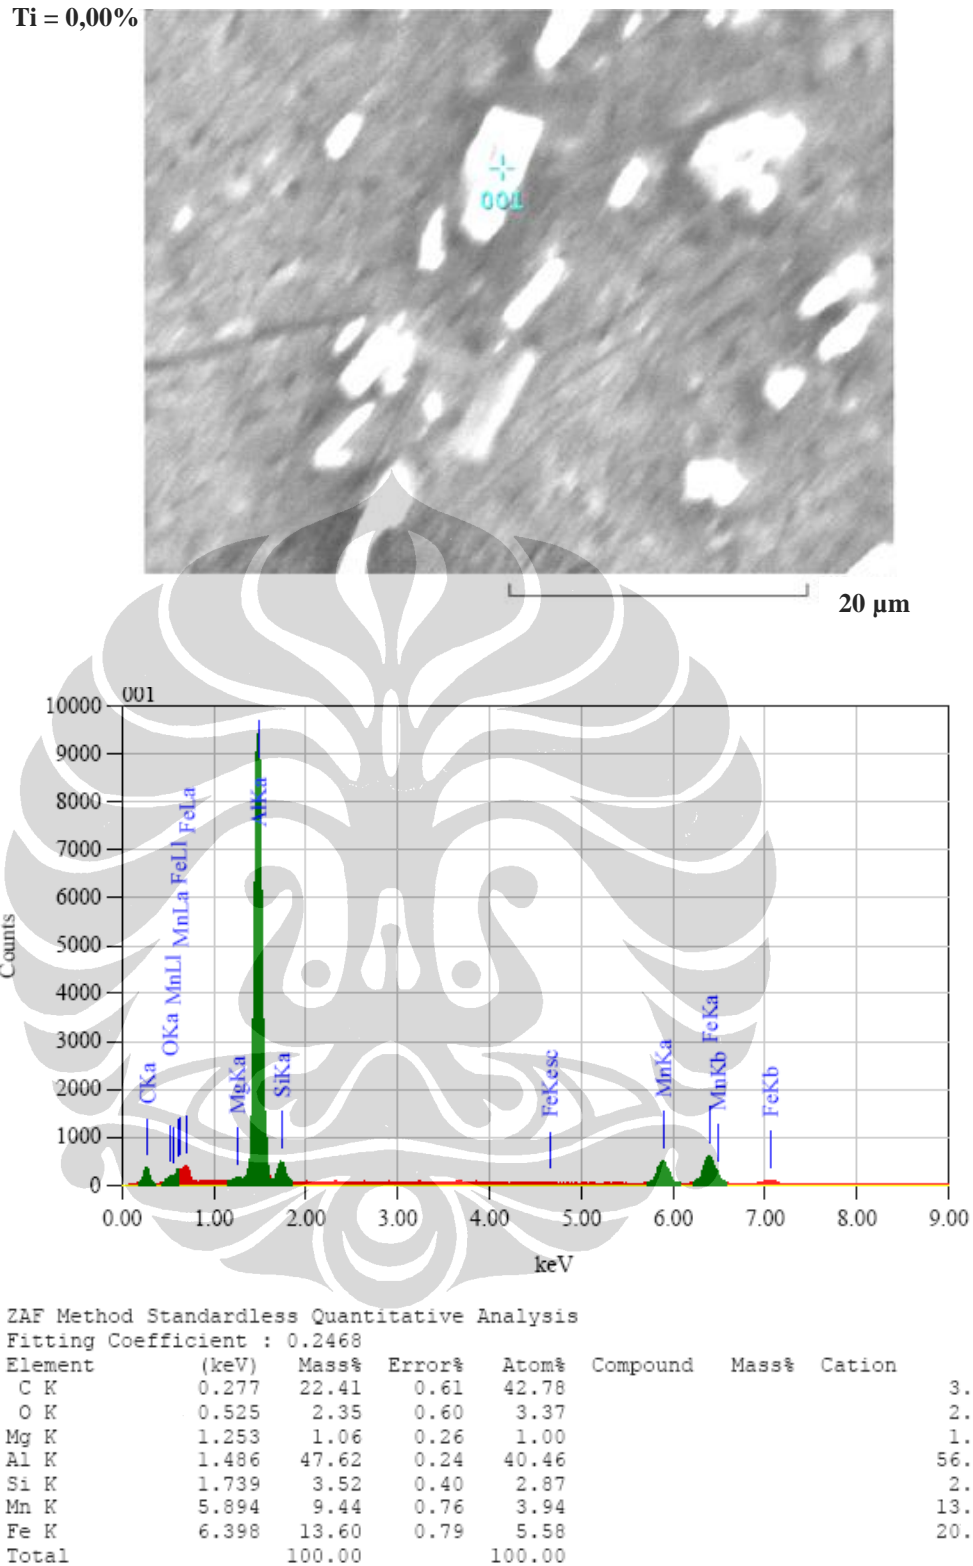 Ti = 0,00%
001
20 µm
001
10000
9000
8000
7000
6000
5000
4000
3000
2000
1000
0
Counts
CKa
OKa MnLl MnLa FeLl FeLa
MgKa
AlKa
SiKa
FeKesc
MnKa
FeKa
MnKb
FeKb
0.00 1.00 2.00 3.00 4.00 5.00 6.00 7.00 8.00 9.00
keV
ZAF Method Standardless Quantitative Analysis
Fitting Coefficient : 0.2468
Element (keV) Mass% Error% Atom% Compound Mass% Cation
C K 0.277 22.41 0.61 42.78 3.
O K 0.525 2.35 0.60 3.37 2.
Mg K 1.253 1.06 0.26 1.00 1.
Al K 1.486 47.62 0.24 40.46 56.
Si K 1.739 3.52 0.40 2.87 2.
Mn K 5.894 9.44 0.76 3.94 13.
Fe K 6.398 13.60 0.79 5.58 20.
Total 100.00 100.00